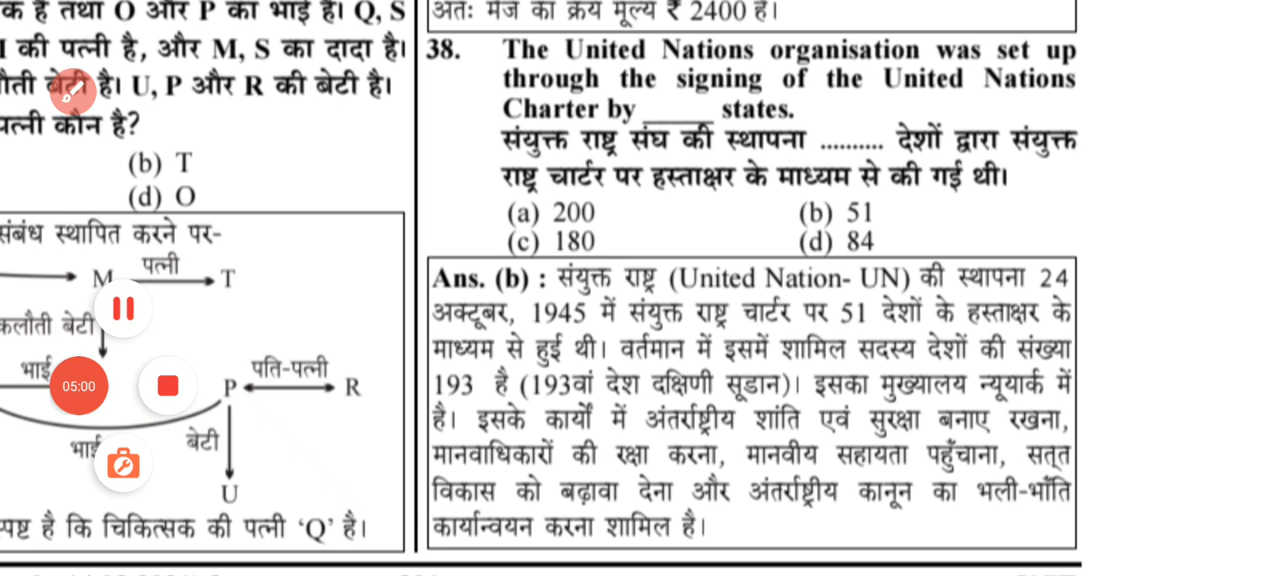 क है तथा O और P का भाई है। Q, S
की पत्नी है, और M, S का दादा है।
है। U, P और R की बेटी है।
पत्नी कौन है?
(b) T
(d) O
संबंध स्थापित करने पर-
M पत्नी T
कलौती बेटी
भाई
05:00
पति-पत्नी
P R
भाई
बेटी
U
स्पष्ट है कि चिकित्सक की पत्नी ‘Q’ है।
अतः मेज का क्रय मूल्य ₹ 2400 है।
38. The United Nations organisation was set up
through the signing of the United Nations
Charter by ______ states.
संयुक्त राष्ट्र संघ की स्थापना .......... देशों द्वारा संयुक्त
राष्ट्र चार्टर पर हस्ताक्षर के माध्यम से की गई थी।
(a) 200 (b) 51
(c) 180 (d) 84
Ans. (b) : संयुक्त राष्ट्र (United Nation- UN) की स्थापना 24
अक्टूबर, 1945 में संयुक्त राष्ट्र चार्टर पर 51 देशों के हस्ताक्षर के
माध्यम से हुई थी। वर्तमान में इसमें शामिल सदस्य देशों की संख्या
193 है (193वां देश दक्षिणी सूडान)। इसका मुख्यालय न्यूयार्क में
है। इसके कार्यों में अंतर्राष्ट्रीय शांति एवं सुरक्षा बनाए रखना,
मानवाधिकारों की रक्षा करना, मानवीय सहायता पहुँचाना, सतत्
विकास को बढ़ावा देना और अंतर्राष्ट्रीय कानून का भली-भाँति
कार्यान्वयन करना शामिल है।